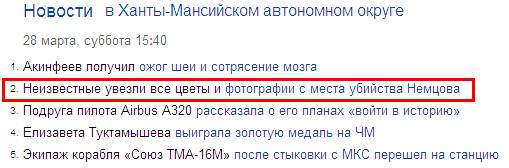 Новости в Ханты-Мансийском автономном округе
28 марта, суббота 15:40
1. Акинфеев получил ожог шеи и сотрясение мозга
2. Неизвестные увезли все цветы и фотографии с места убийства Немцова
3. Подруга пилота Airbus A320 рассказала о его планах «войти в историю»
4. Елизавета Туктамышева выиграла золотую медаль на ЧМ
5. Экипаж корабля «Союз ТМА-16М» после стыковки с МКС перешел на станцию